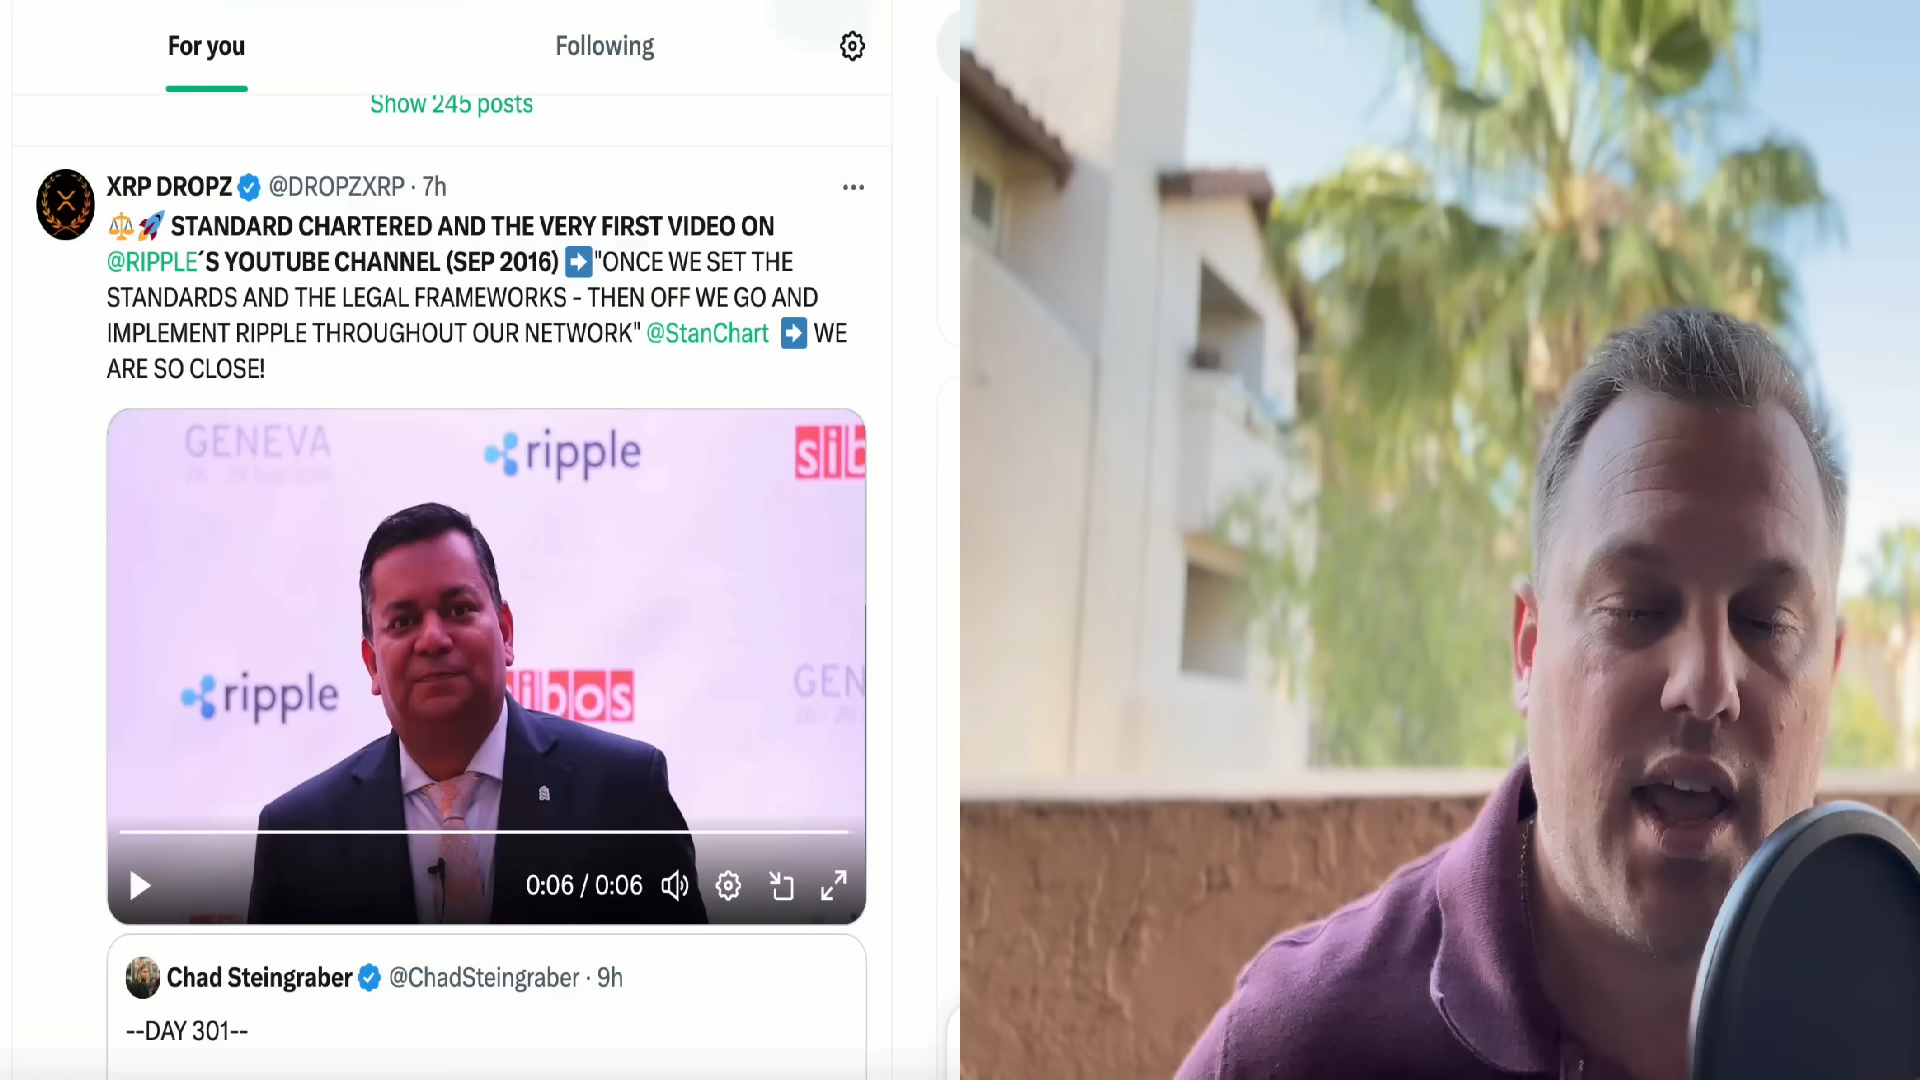 For you
Following
Show 245 posts
XRP DROPZ @DROPZXRP · 7h
STANDARD CHARTERED AND THE VERY FIRST VIDEO ON
@RIPPLE´S YOUTUBE CHANNEL (SEP 2016) ➡️"ONCE WE SET THE
STANDARDS AND THE LEGAL FRAMEWORKS - THEN OFF WE GO AND
IMPLEMENT RIPPLE THROUGHOUT OUR NETWORK" @StanChart ➡️ WE
ARE SO CLOSE!
GENEVA
ripple
sib
ripple
sibos
GEN
0:06 / 0:06
Chad Steingraber @ChadSteingraber · 9h
--DAY 301--